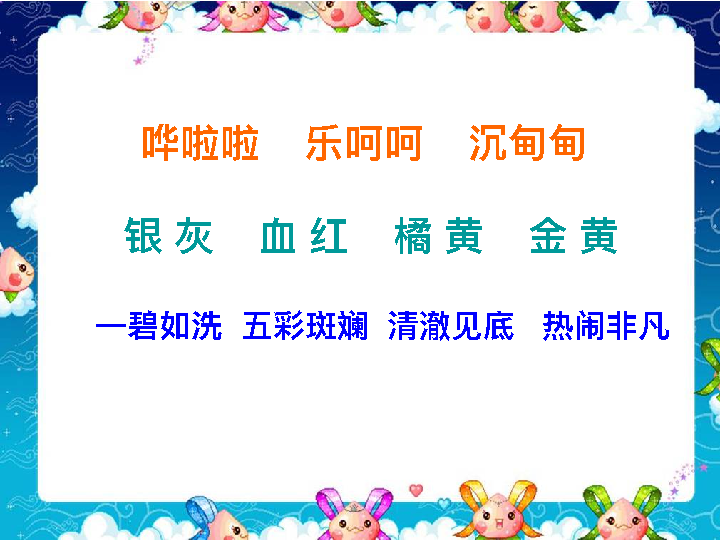 哗啦啦 乐呵呵 沉甸甸
银灰 血红 橘黄 金黄
一碧如洗 五彩斑斓 清澈见底 热闹非凡